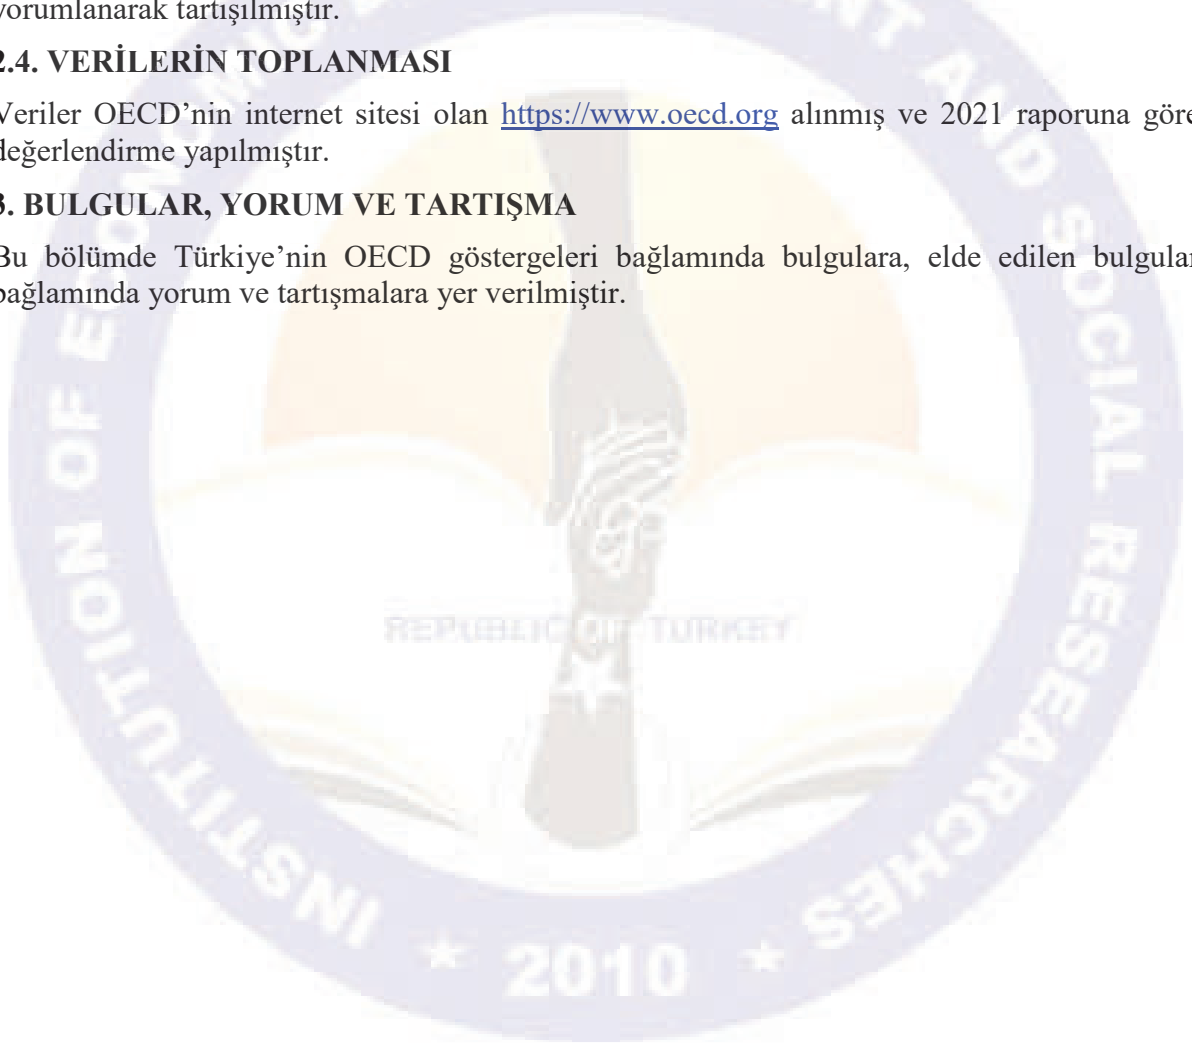 yorumlanarak tartışılmıştır.
2.4. VERİLERİN TOPLANMASI
Veriler OECD’nin internet sitesi olan https://www.oecd.org alınmış ve 2021 raporuna göre
değerlendirme yapılmıştır.
3. BULGULAR, YORUM VE TARTIŞMA
Bu bölümde Türkiye’nin OECD göstergeleri bağlamında bulgulara, elde edilen bulgular
bağlamında yorum ve tartışmalara yer verilmiştir.
INSTITUTION OF ECONOMIC AND SOCIAL RESEARCHES
REPUBLIC OF TURKEY
★ 2010 ★